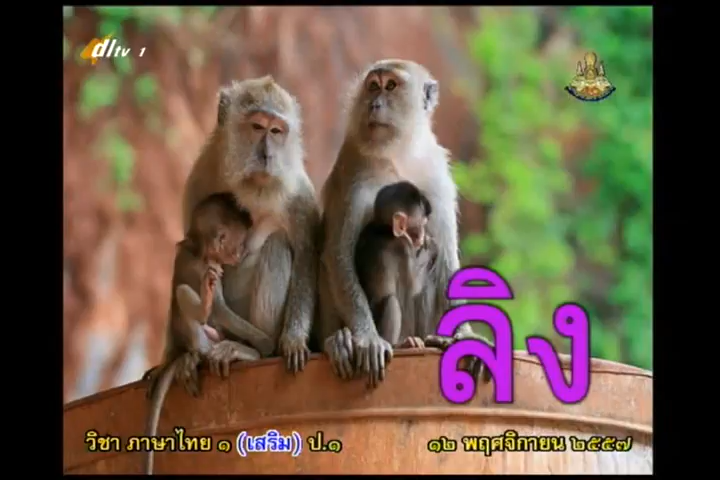 dltv 1
ลิง
วิชา ภาษาไทย ๑ (เสริม) ป.๑
๑๒ พฤศจิกายน ๒๕๕๗